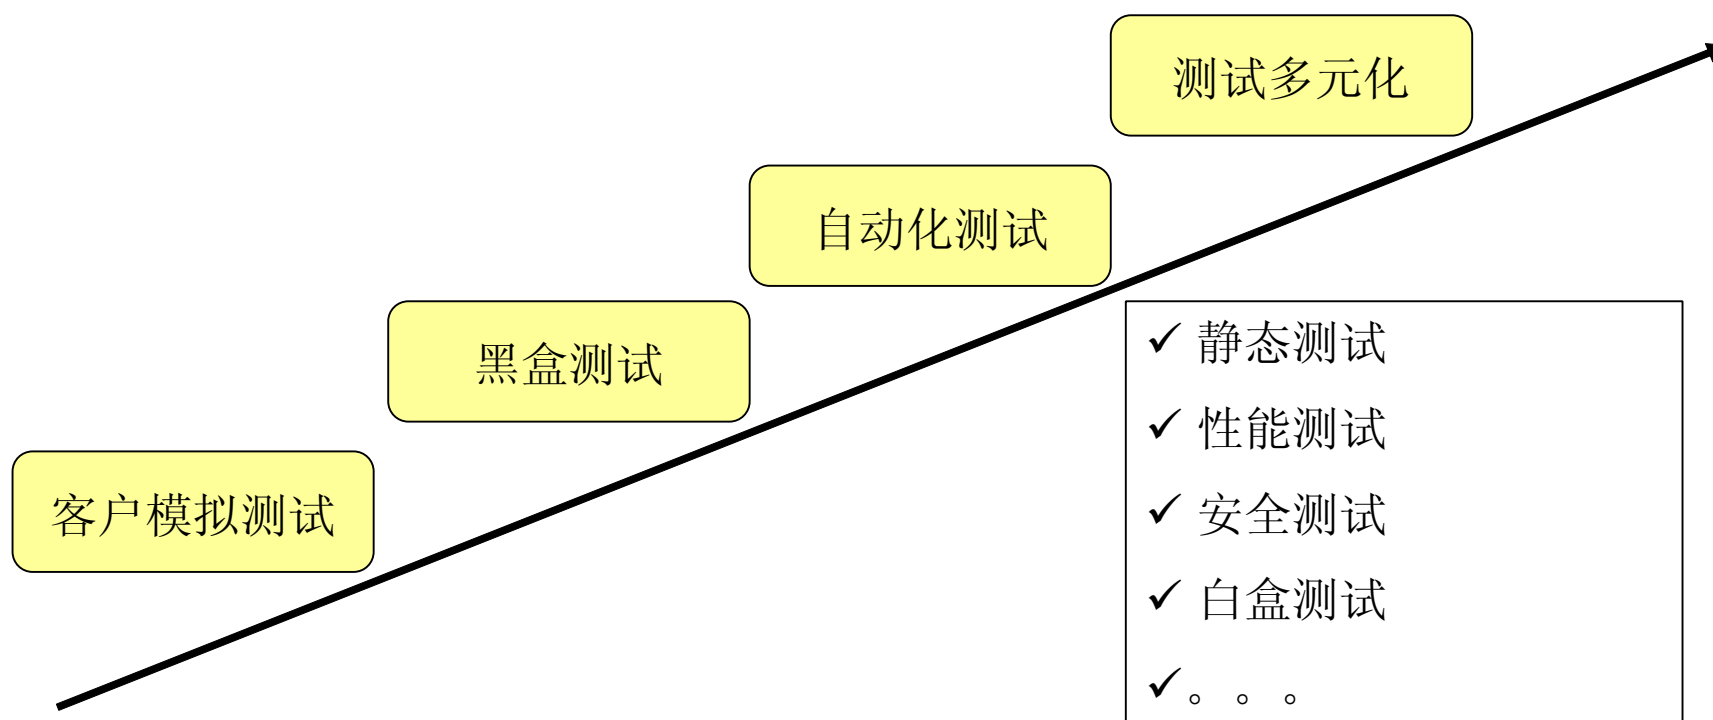 测试多元化
自动化测试
黑盒测试
客户模拟测试
✓ 静态测试
✓ 性能测试
✓ 安全测试
✓ 白盒测试
✓。。。